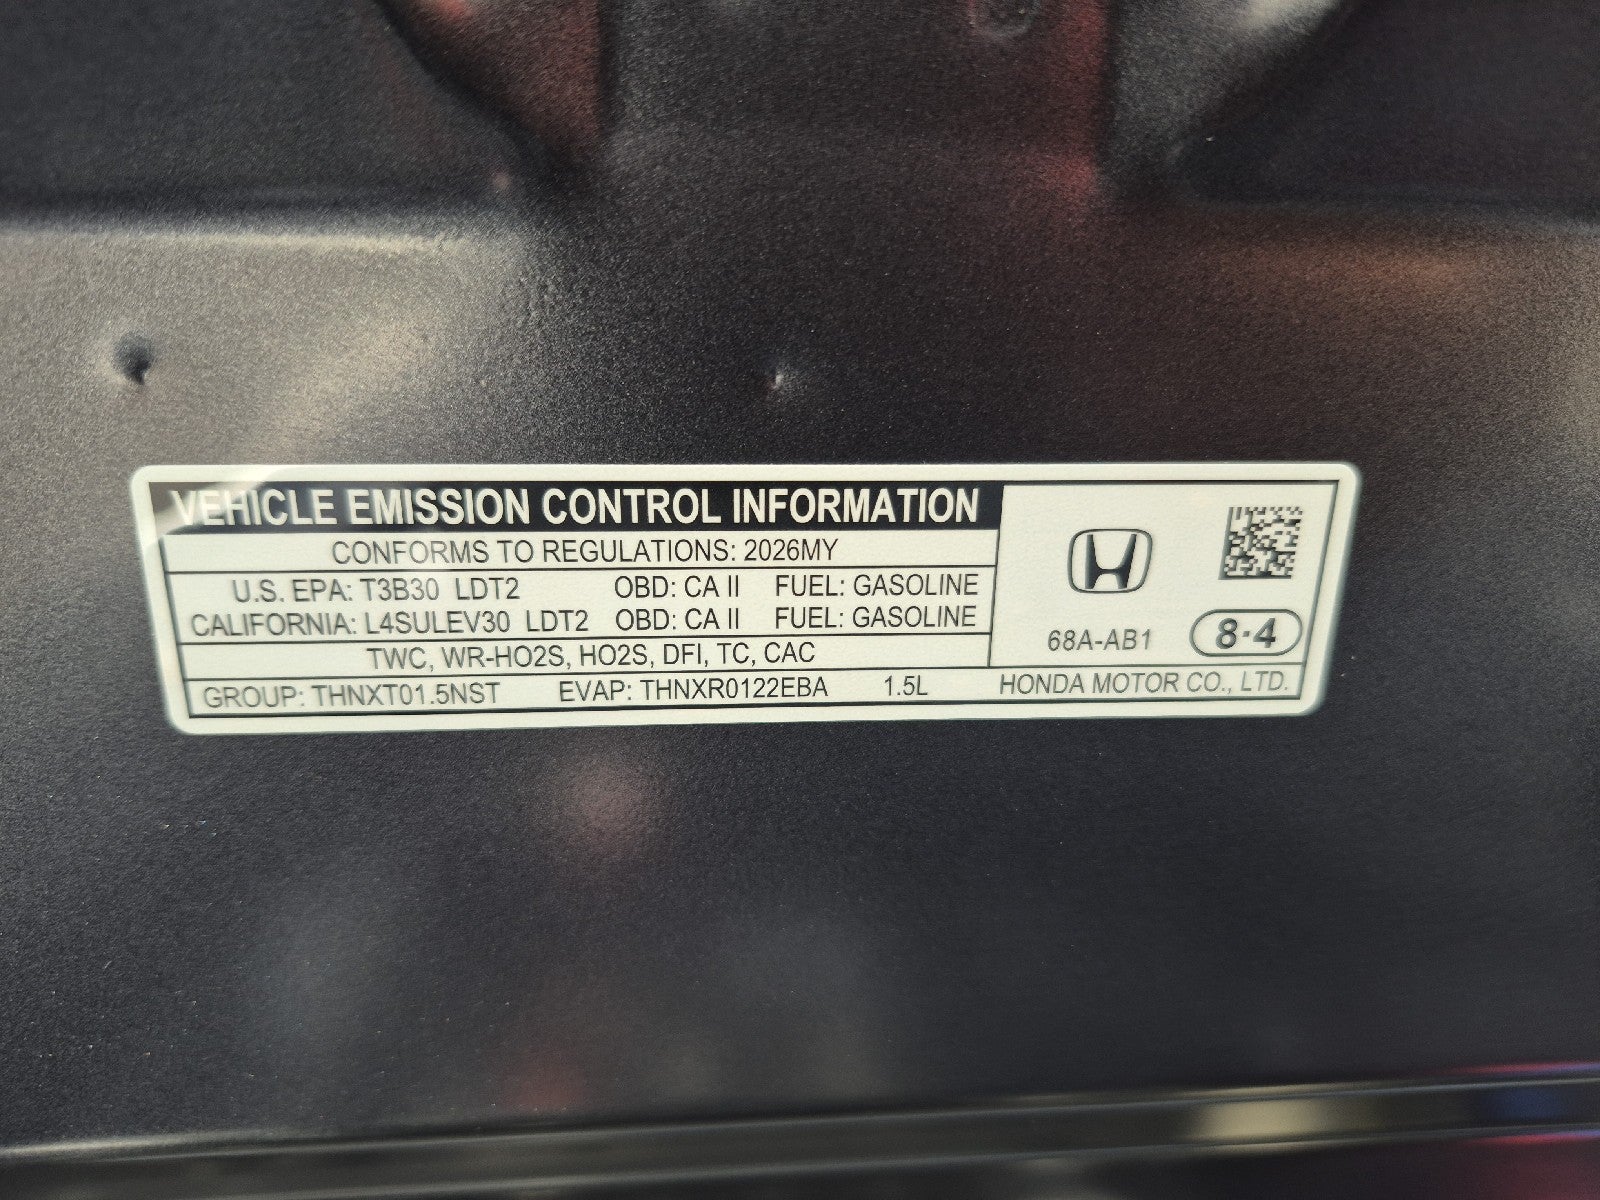 VEHICLE EMISSION CONTROL INFORMATION
CONFORMS TO REGULATIONS: 2026MY
U.S. EPA: T3B30 LDT2 OBD: CA II FUEL: GASOLINE
CALIFORNIA: L4SULEV30 LDT2 OBD: CA II FUEL: GASOLINE
TWC, WR-HO2S, HO2S, DFI, TC, CAC
GROUP: THNXT01.5NST EVAP: THNXR0122EBA 1.5L
68A-AB1 8·4
HONDA MOTOR CO., LTD.